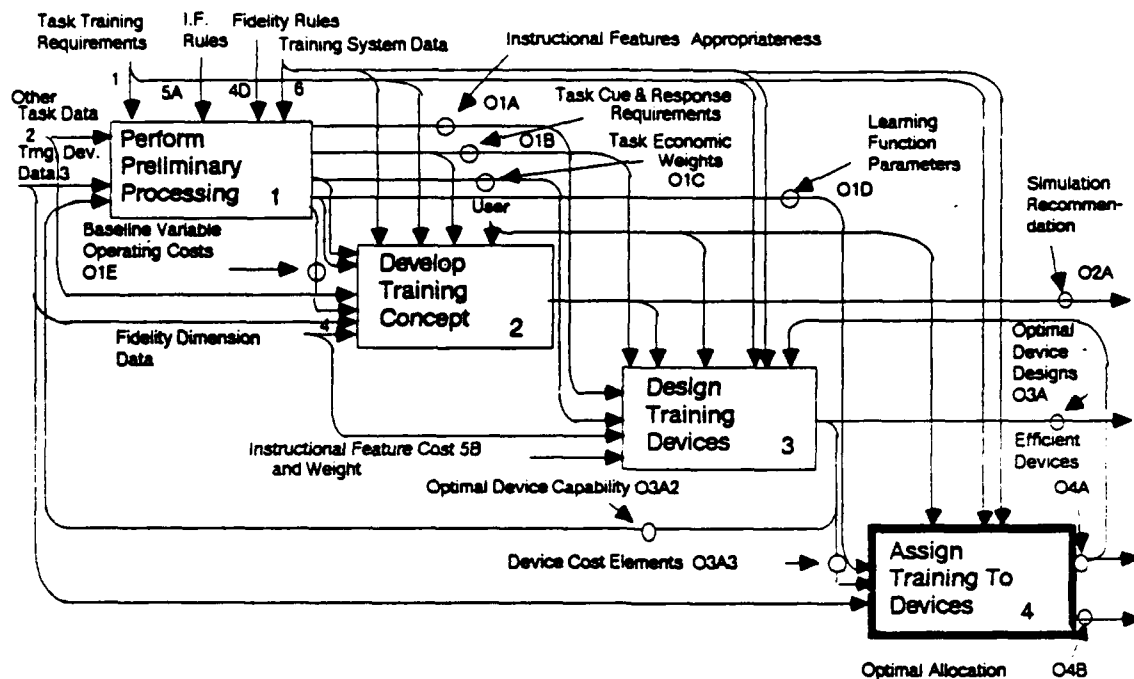 Task Training
Requirements
I.F.
Rules
Fidelity Rules
Training System Data
Instructional Features Appropriateness
1
5A
4D
6
Other
Task Data
2
Trng. Dev.
Data 3
Perform
Preliminary
Processing
1
O1A
Task Cue & Response
Requirements
O1B
Task Economic
Weights
O1C
Learning
Function
Parameters
O1D
User
Simulation
Recommen-
dation
O2A
Baseline Variable
Operating Costs
O1E
Develop
Training
Concept
2
4
Fidelity Dimension
Data
Optimal
Device
Designs
O3A
Design
Training
Devices
3
Instructional Feature Cost 5B
and Weight
Efficient
Devices
O4A
Optimal Device Capability O3A2
Device Cost Elements O3A3
Assign
Training To
Devices
4
Optimal Allocation
O4B